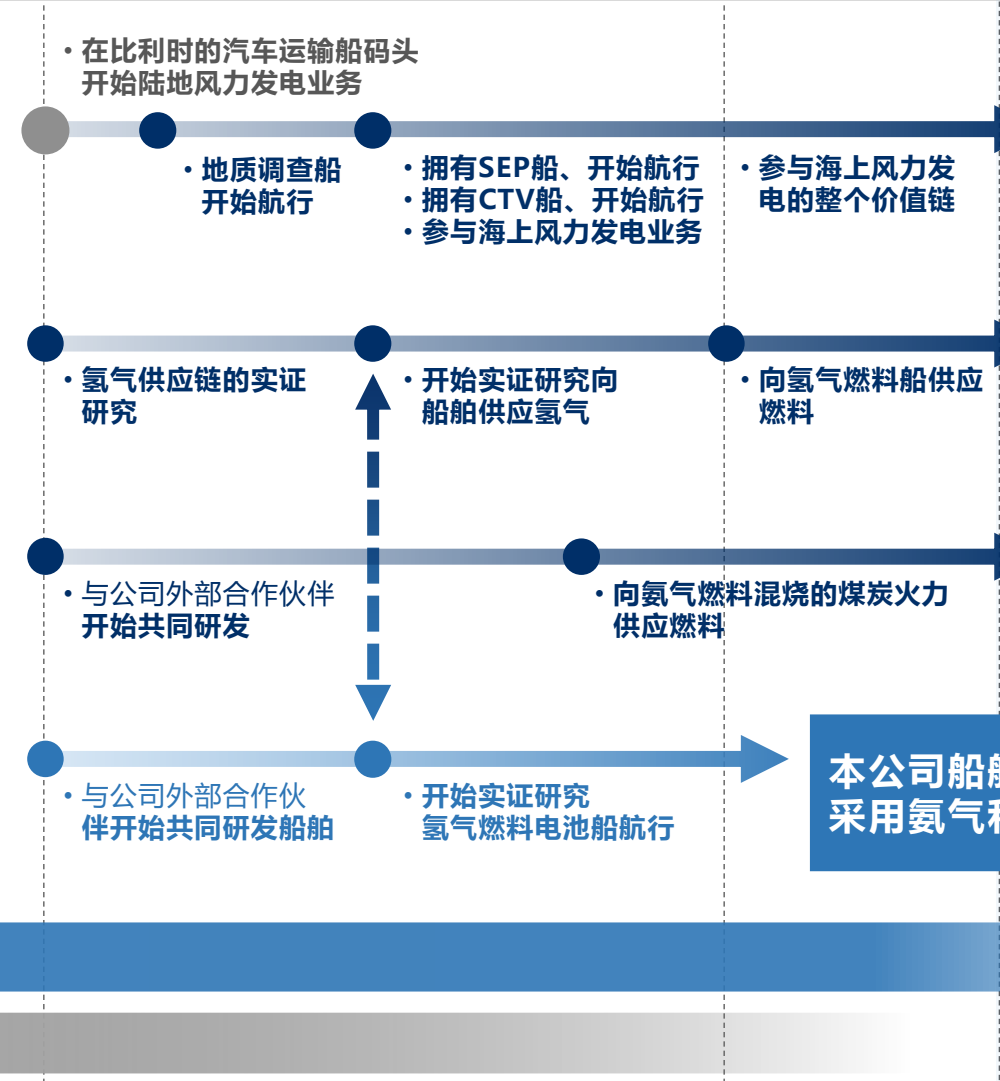 ・在比利时的汽车运输船码头
开始陆地风力发电业务
・地质调查船
开始航行
・拥有SEP船、开始航行
・拥有CTV船、开始航行
・参与海上风力发电业务
・参与海上风力发
电的整个价值链
・氢气供应链的实证
研究
・开始实证研究向
船舶供应氢气
・向氢气燃料船供应
燃料
・与公司外部合作伙伴
开始共同研发
・向氨气燃料混烧的煤炭火力
供应燃料
・与公司外部合作伙
伴开始共同研发船舶
・开始实证研究
氢气燃料电池船航行
本公司船
采用氨气